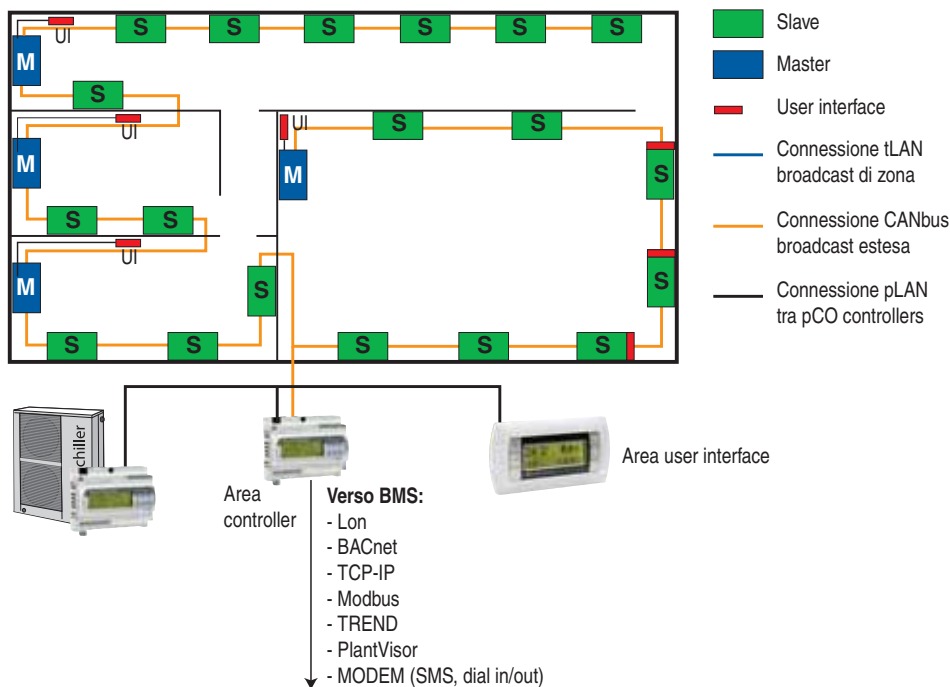 UI
S
S
S
S
S
S
M
S
UI
M
S
S
UI
M
S
S
S
UI
M
S
S
S
S
S
S
S
Slave
Master
User interface
Connessione tLAN
broadcast di zona
Connessione CANbus
broadcast estesa
Connessione pLAN
tra pCO controllers
chiller
Area
controller
Area user interface
Verso BMS:
- Lon
- BACnet
- TCP-IP
- Modbus
- TREND
- PlantVisor
- MODEM (SMS, dial in/out)